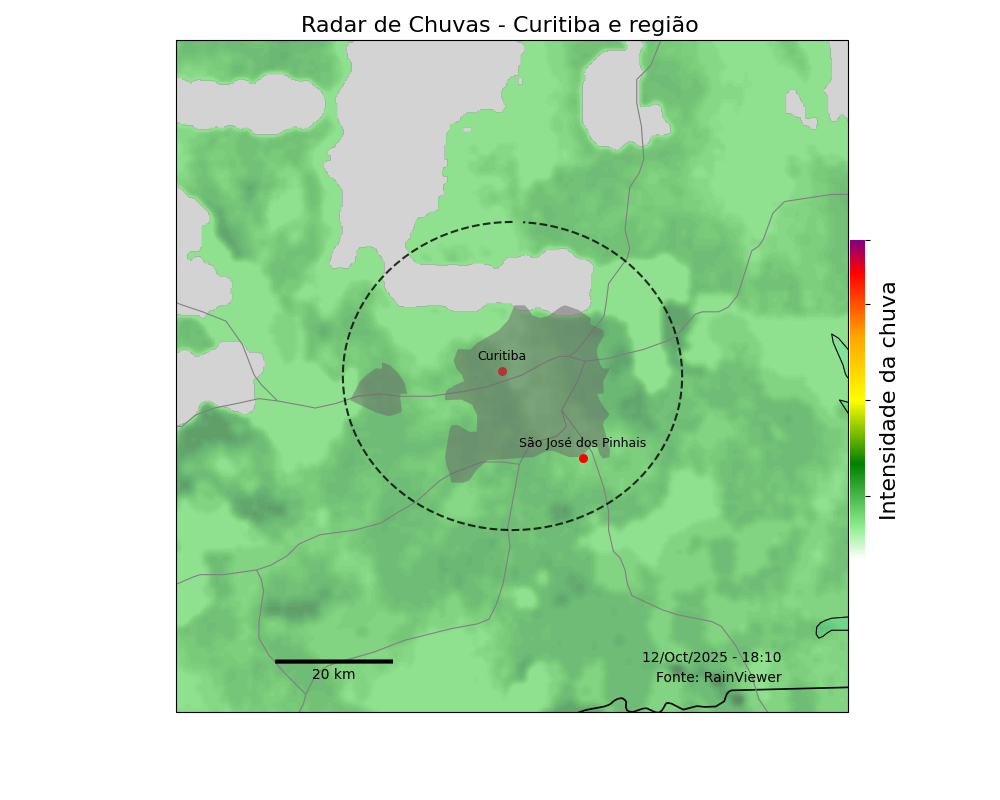 Radar de Chuvas - Curitiba e região
Curitiba
São José dos Pinhais
Intensidade da chuva
12/Oct/2025 - 18:10
Fonte: RainViewer
20 km